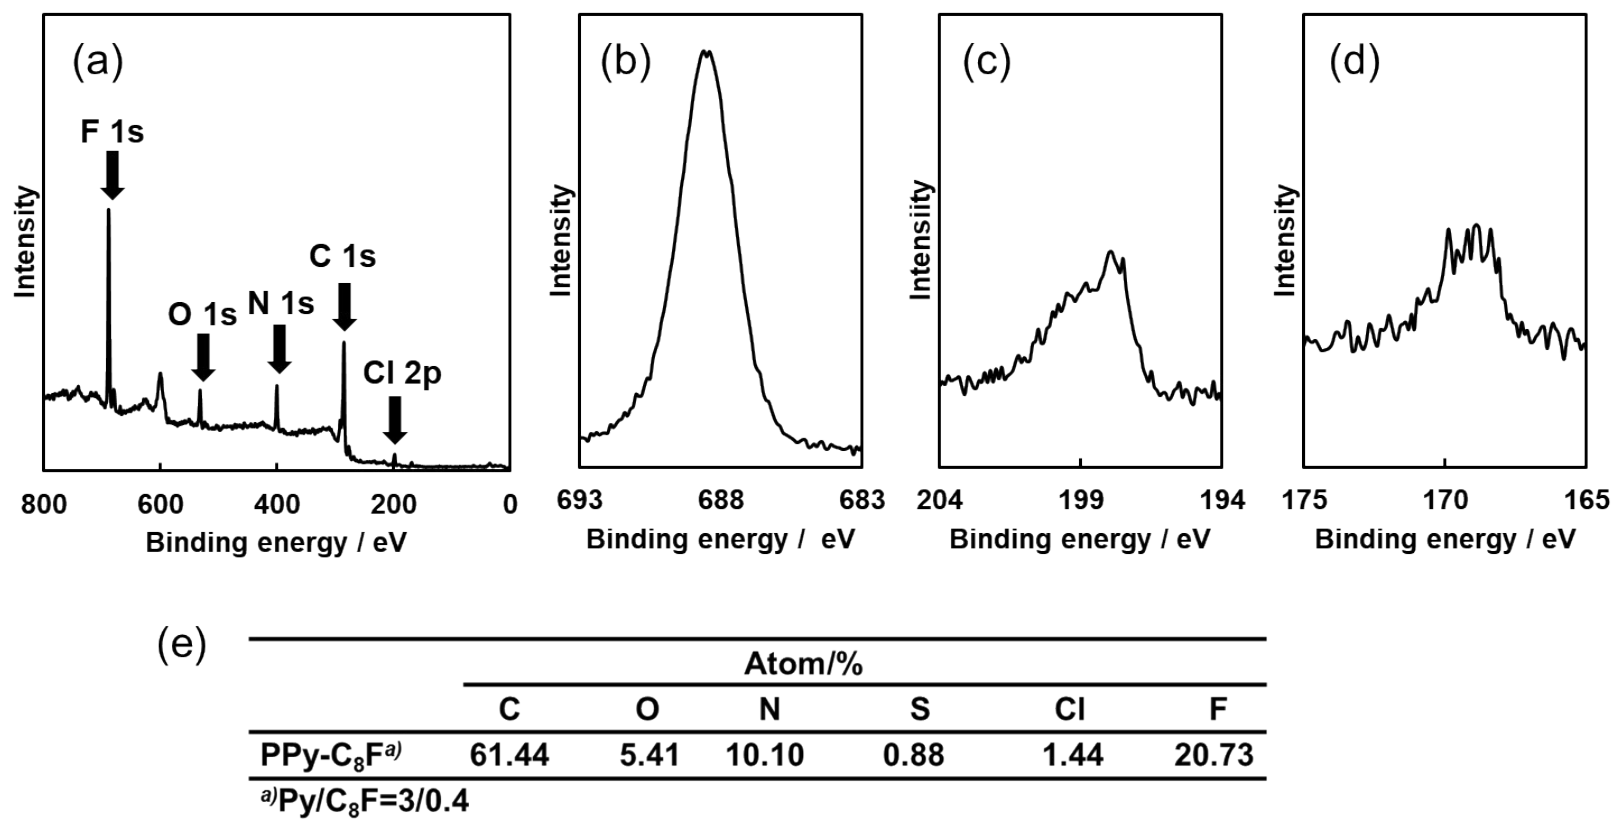 (a)
F 1s
O 1s
N 1s
C 1s
Cl 2p
Intensity
800 600 400 200 0
Binding energy / eV
(b)
Intensity
693 688 683
Binding energy / eV
(c)
Intensiity
204 199 194
Binding energy / eV
(d)
Intensity
175 170 165
Binding energy / eV
(e)
Atom/%
C O N S Cl F
PPy-C₈Fᵃ⁾ 61.44 5.41 10.10 0.88 1.44 20.73
ᵃ⁾Py/C₈F=3/0.4